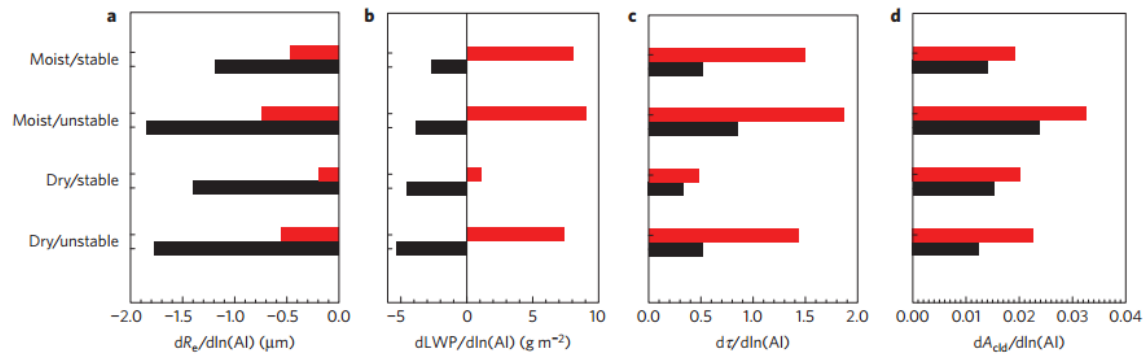 a
b
c
d
Moist/stable
Moist/unstable
Dry/stable
Dry/unstable
−2.0 −1.5 −1.0 −0.5 0.0
−5 0 5 10
0.0 0.5 1.0 1.5 2.0
0.00 0.01 0.02 0.03 0.04
dRe/dln(AI) (μm)
dLWP/dln(AI) (g m−2)
dτ/dln(AI)
dAcld/dln(AI)